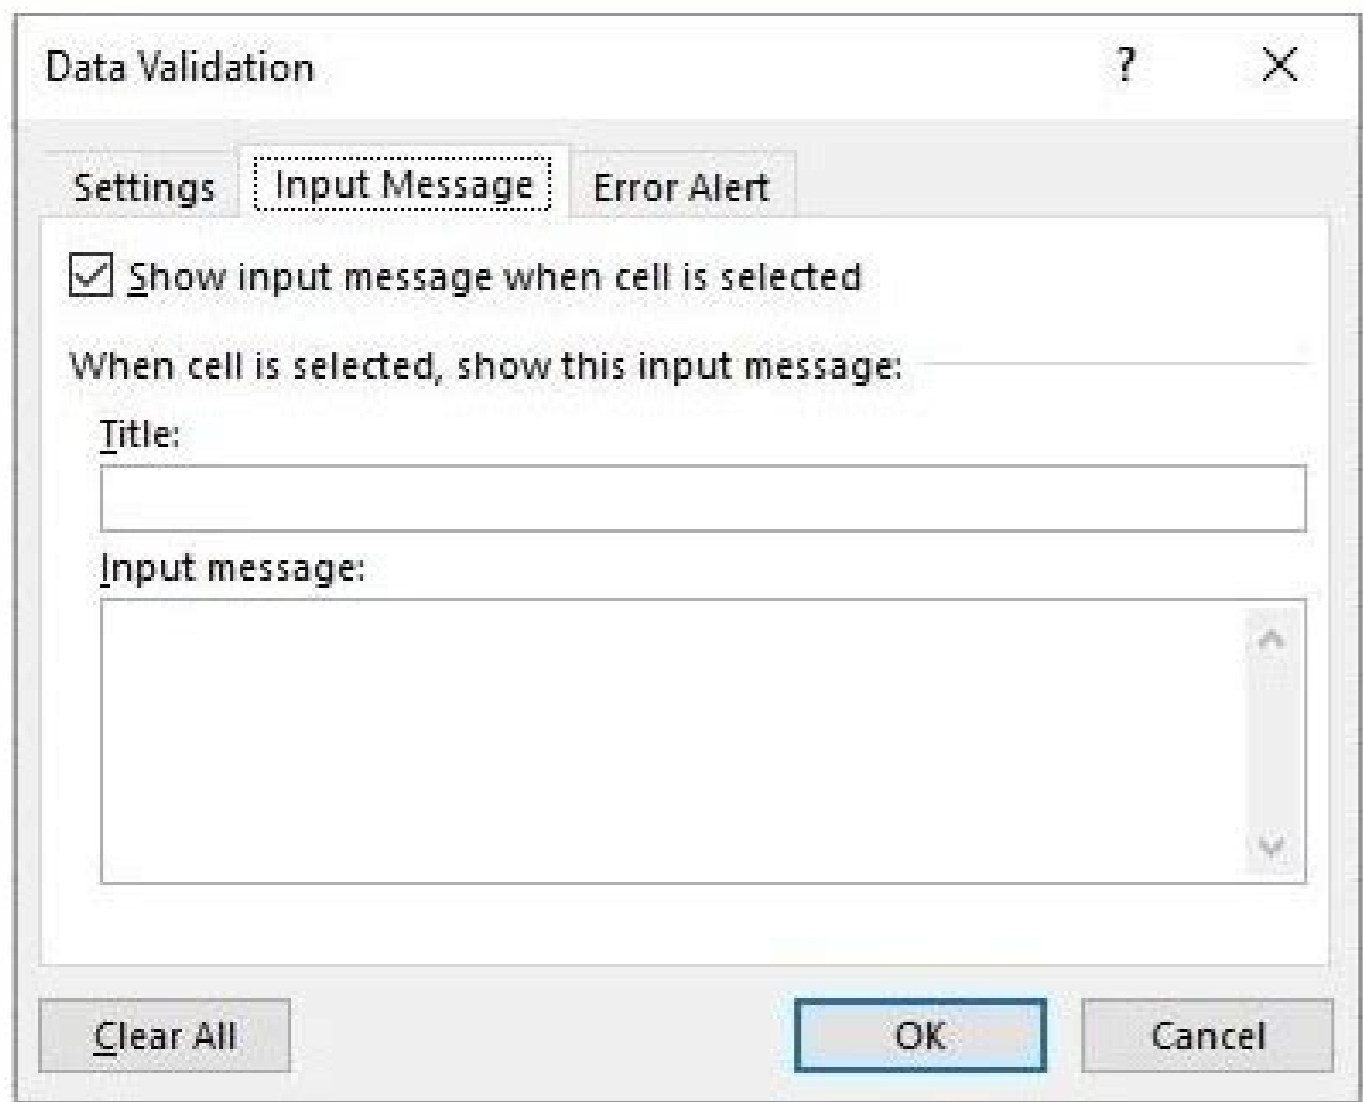 Data Validation ? ×
Settings Input Message Error Alert
Show input message when cell is selected
When cell is selected, show this input message:
Title:
Input message:
Clear All OK Cancel